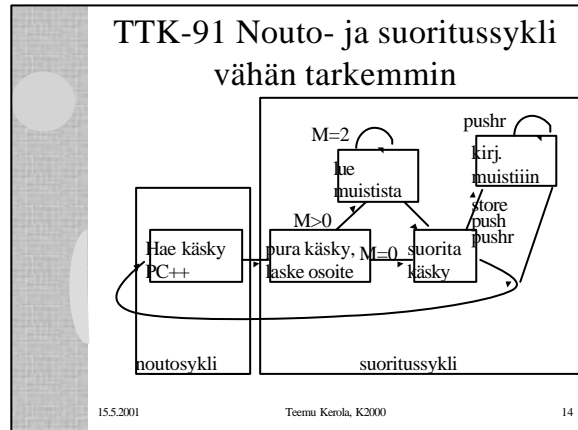 TTK-91 Nouto- ja suoritussykli
vähän tarkemmin
M=2
pushr
lue
muistista
kirj.
muistiiin
M>0
store
push
pushr
Hae käsky
PC++
pura käsky,
laske osoite
M=0
suorita
käsky
noutosykli
suoritussykli
15.5.2001
Teemu Kerola, K2000
14